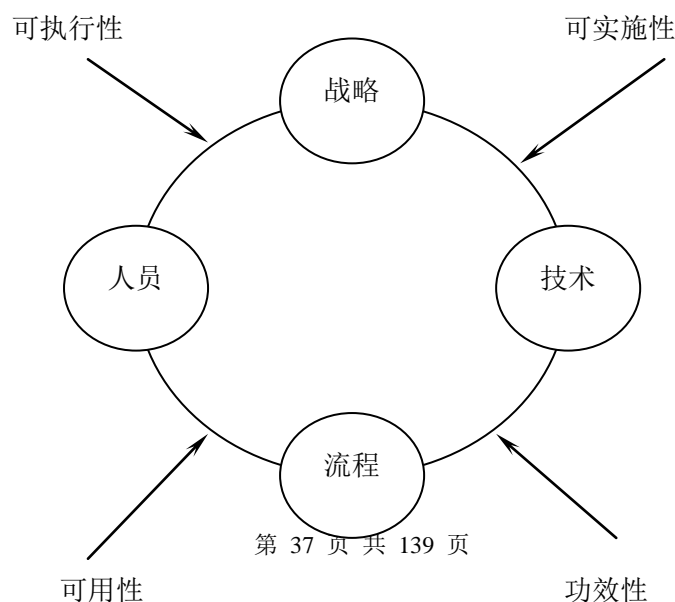 可执行性 可实施性
战略
人员 技术
流程
第 37 页 共 139 页
可用性 功效性